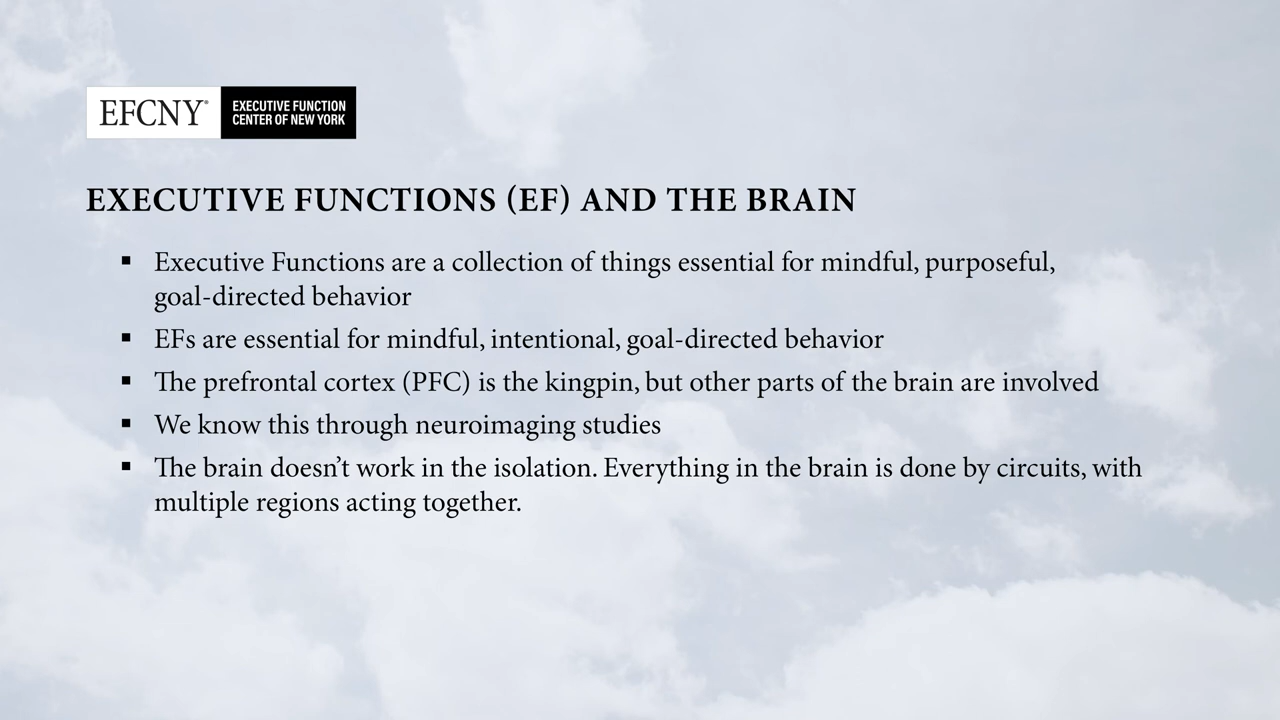 EFCNY®
EXECUTIVE FUNCTION
CENTER OF NEW YORK
EXECUTIVE FUNCTIONS (EF) AND THE BRAIN
▪ Executive Functions are a collection of things essential for mindful, purposeful,
goal-directed behavior
▪ EFs are essential for mindful, intentional, goal-directed behavior
▪ The prefrontal cortex (PFC) is the kingpin, but other parts of the brain are involved
▪ We know this through neuroimaging studies
▪ The brain doesn’t work in the isolation. Everything in the brain is done by circuits, with
multiple regions acting together.